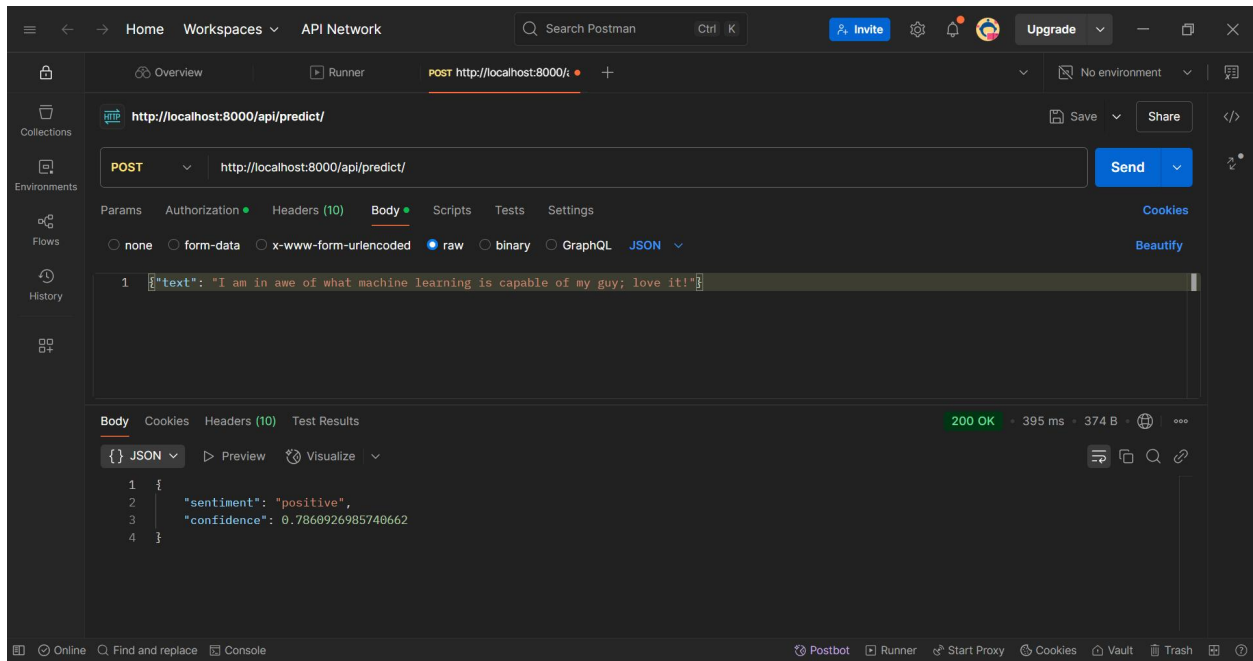 Home Workspaces API Network Search Postman Ctrl K Invite Upgrade
Overview Runner POST http://localhost:8000/ No environment
HTTP http://localhost:8000/api/predict/ Save Share
Collections
POST http://localhost:8000/api/predict/ Send
Environments
Params Authorization Headers (10) Body Scripts Tests Settings Cookies
Flows
none form-data x-www-form-urlencoded raw binary GraphQL JSON Beautify
History
1 {"text": "I am in awe of what machine learning is capable of my guy; love it!"}
Body Cookies Headers (10) Test Results 200 OK 395 ms 374 B
{} JSON Preview Visualize
1 {
2 "sentiment": "positive",
3 "confidence": 0.7860926985740662
4 }
Online Find and replace Console Postbot Runner Start Proxy Cookies Vault Trash